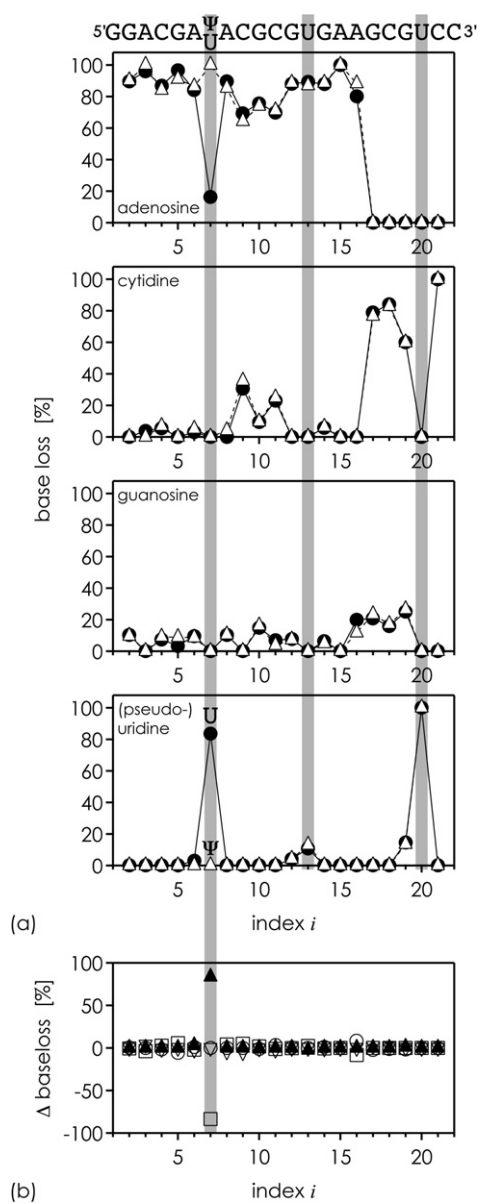 Ψ
5'GGACGAUACGCGUGAAGCGUCC3'
100
80
60
40
20
0
adenosine
5 10 15 20
100
80
60
40
20
0
cytidine
5 10 15 20
base loss [%]
100
80
60
40
20
0
guanosine
5 10 15 20
100
80
60
40
20
0
(pseudo-)
uridine
U
Ψ
5 10 15 20
(a) index i
100
50
0
-50
-100
Δ baseloss [%]
5 10 15 20
(b) index i